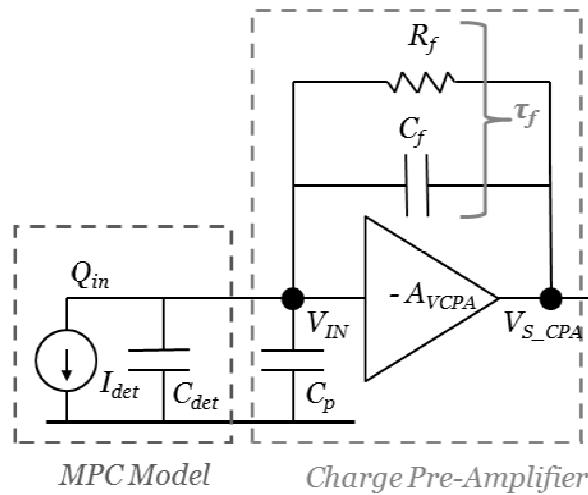 R_f
C_f
τ_f
Q_in
- A_VCPA
V_IN
V_S_CPA
I_det
C_det
C_p
MPC Model
Charge Pre-Amplifier